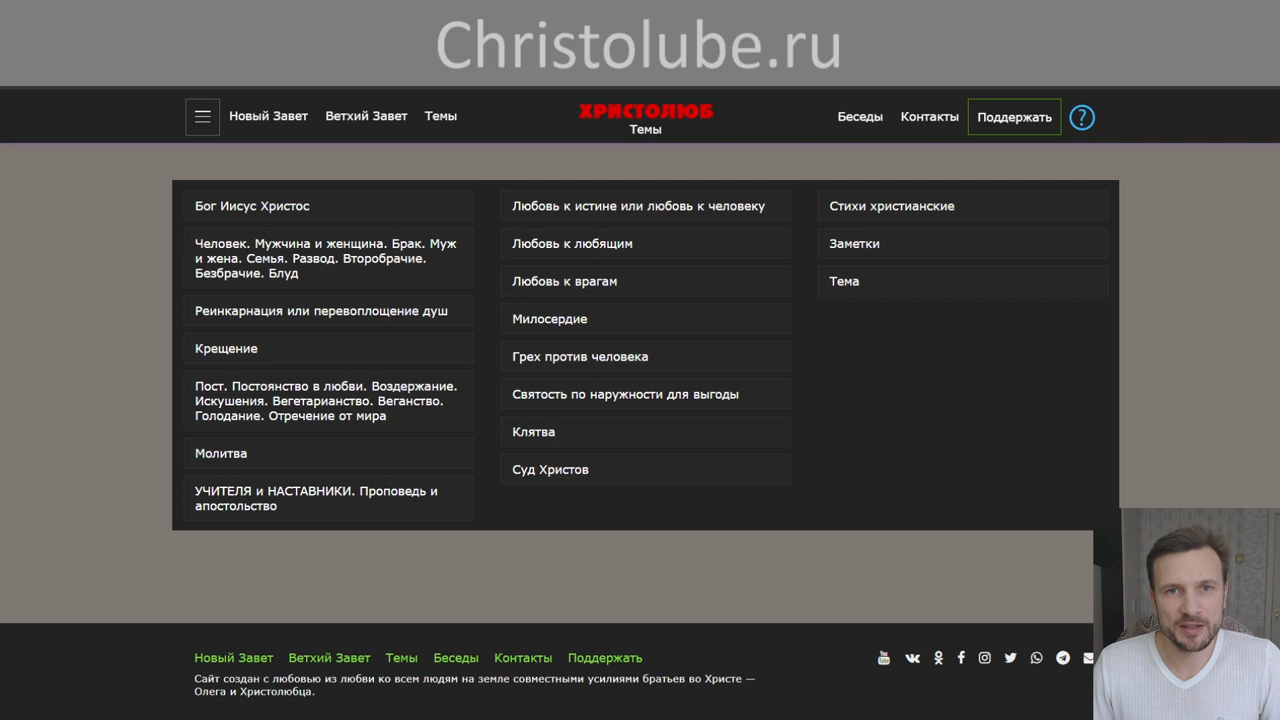 Christolube.ru
Новый Завет
Ветхий Завет
Темы
ХРИСТОЛЮБ
Темы
Беседы
Контакты
Поддержать
?
Бог Иисус Христос
Человек. Мужчина и женщина. Брак. Муж
и жена. Семья. Развод. Второбрачие.
Безбрачие. Блуд
Реинкарнация или перевоплощение душ
Крещение
Пост. Постоянство в любви. Воздержание.
Искушения. Вегетарианство. Веганство.
Голодание. Отречение от мира
Молитва
УЧИТЕЛЯ и НАСТАВНИКИ. Проповедь и
апостольство
Любовь к истине или любовь к человеку
Любовь к любящим
Любовь к врагам
Милосердие
Грех против человека
Святость по наружности для выгоды
Клятва
Суд Христов
Стихи христианские
Заметки
Тема
Новый Завет
Ветхий Завет
Темы
Беседы
Контакты
Поддержать
Сайт создан с любовью из любви ко всем людям на земле совместными усилиями братьев во Христе —
Олега и Христолюбца.